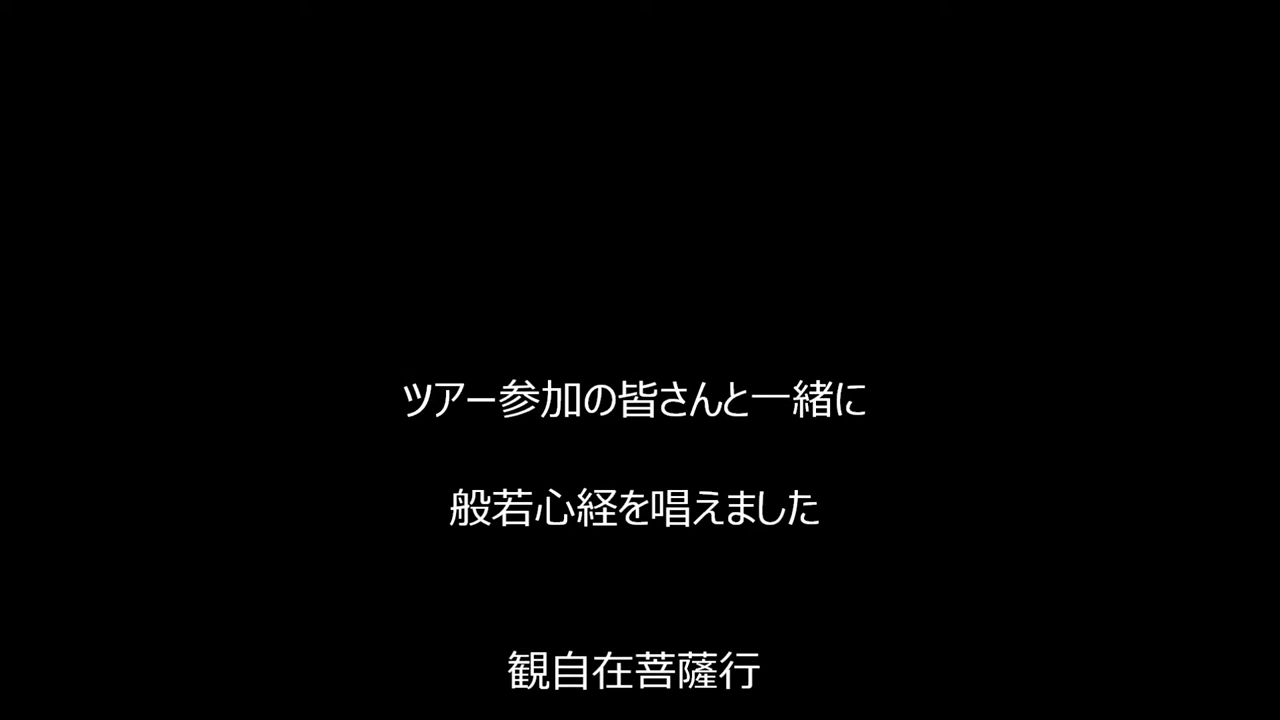 ツアー参加の皆さんと一緒に
般若心経を唱えました
観自在菩薩行